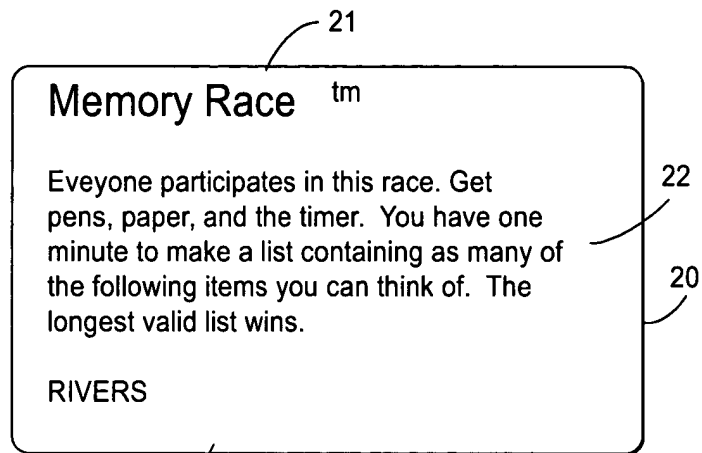 21
Memory Race tm
Eveyone participates in this race. Get
pens, paper, and the timer. You have one
minute to make a list containing as many of
the following items you can think of. The
longest valid list wins.
RIVERS
22
20